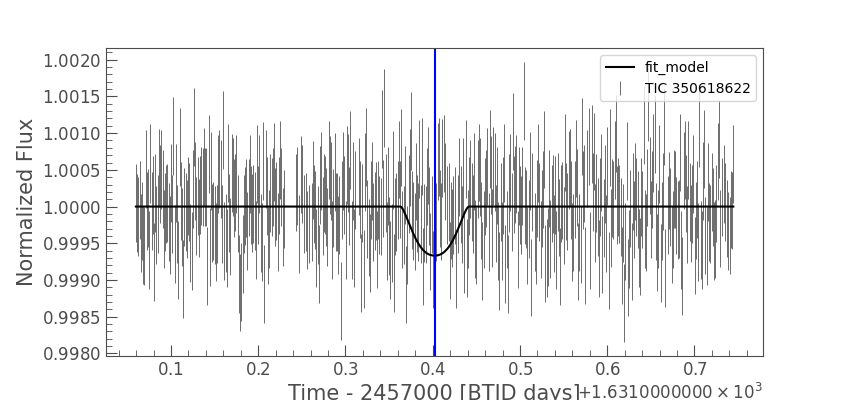 1.0020
1.0015
1.0010
1.0005
1.0000
0.9995
0.9990
0.9985
0.9980
Normalized Flux
fit_model
TIC 350618622
0.1 0.2 0.3 0.4 0.5 0.6 0.7
Time - 2457000 [BTJD days]
+1.6310000000 × 10³